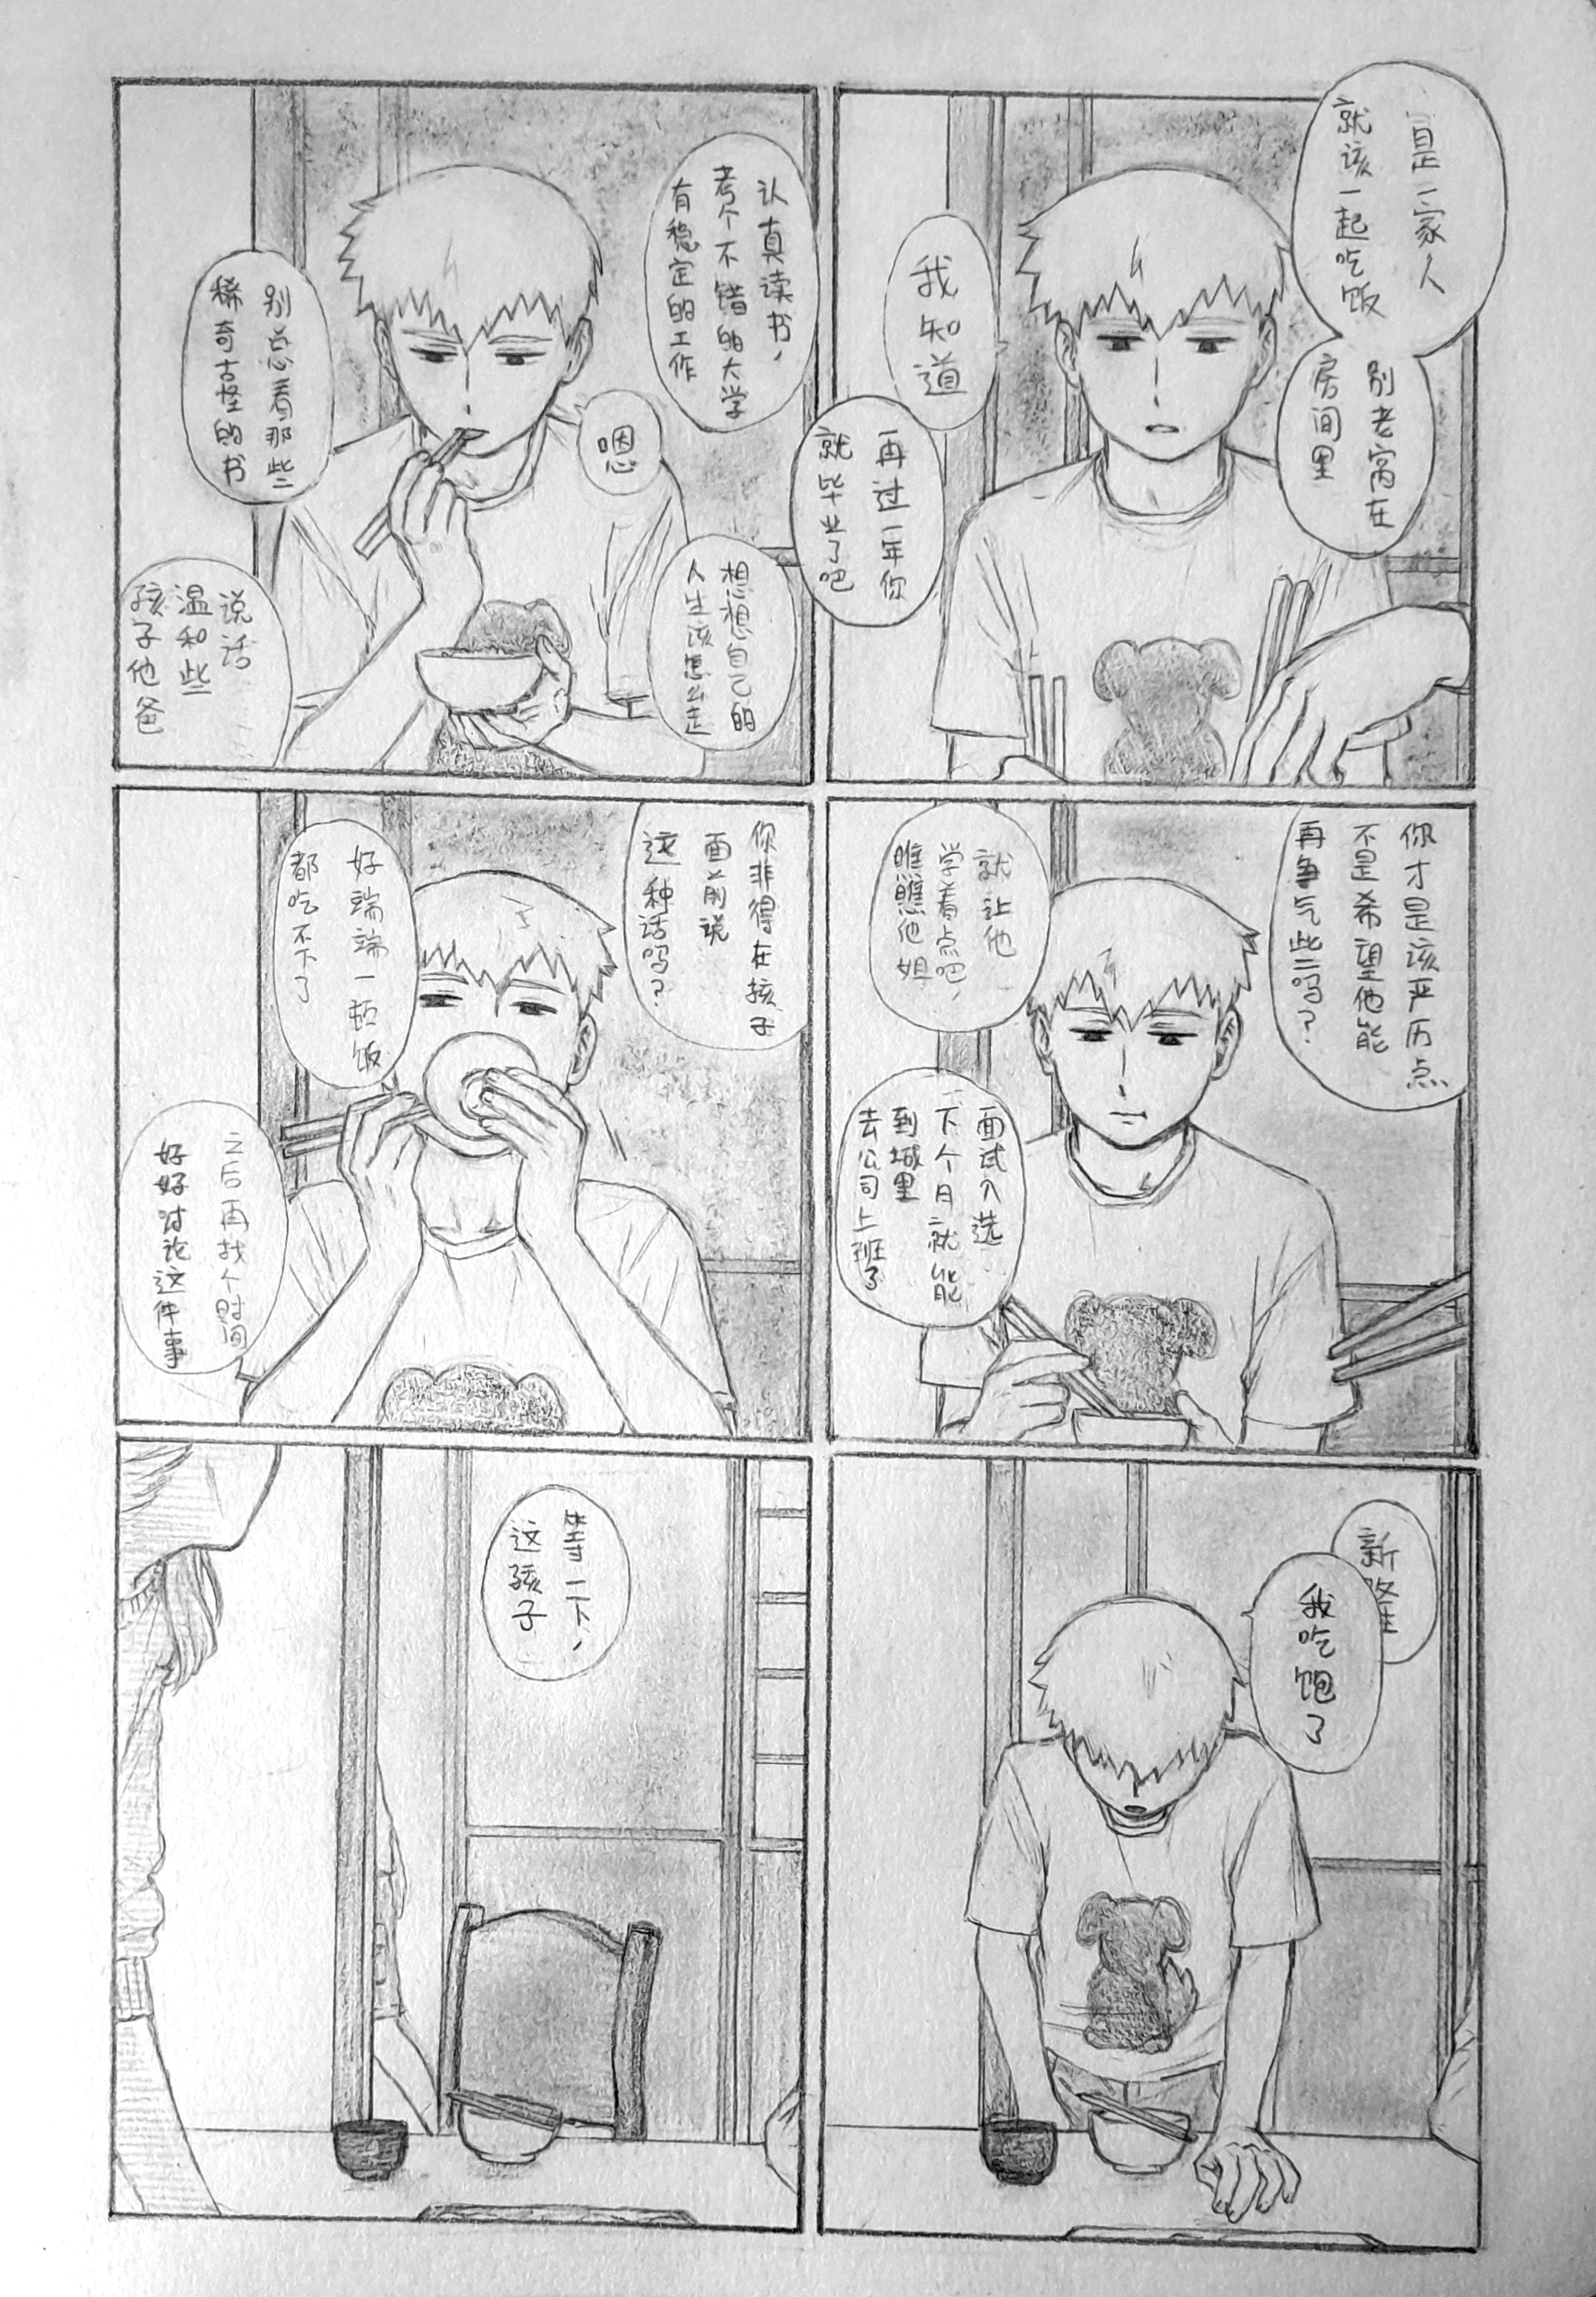 是一家人
就该一起吃饭
别老窝在
房间里
我知道
再过一年你
就毕业了吧
认真读书，
考个不错的大学
有稳定的工作
嗯
想想自己的
人生该怎么走
别总看那些
稀奇古怪的书
说话
温和些
孩子他爸
你才是该严历点
不是希望他能
再争气些吗？
就让他
学着点吧，
瞧瞧他姐
面试入选
下个月就能
到城里
去公司上班了
你非得在孩子
面前说
这种话吗？
好端端一顿饭
都吃不下了
之后再找个时间
好好讨论这件事
新隆
我吃饱了
等一下，
这孩子